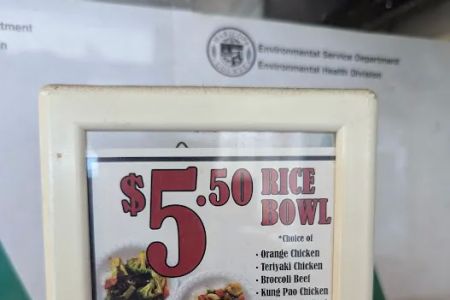 Environmental Service Department
Environmental Health Division
$5.50 RICE
BOWL
*Choice of
· Orange Chicken
· Teriyaki Chicken
· Broccoli Beef
· Kung Pao Chicken